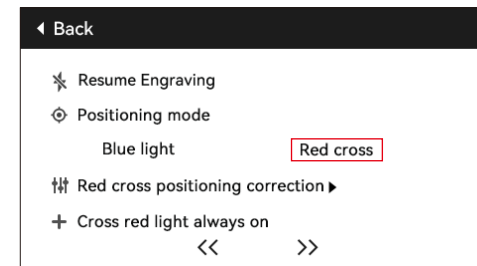 Back
Resume Engraving
Positioning mode
Blue light Red cross
Red cross positioning correction
Cross red light always on
<< >>